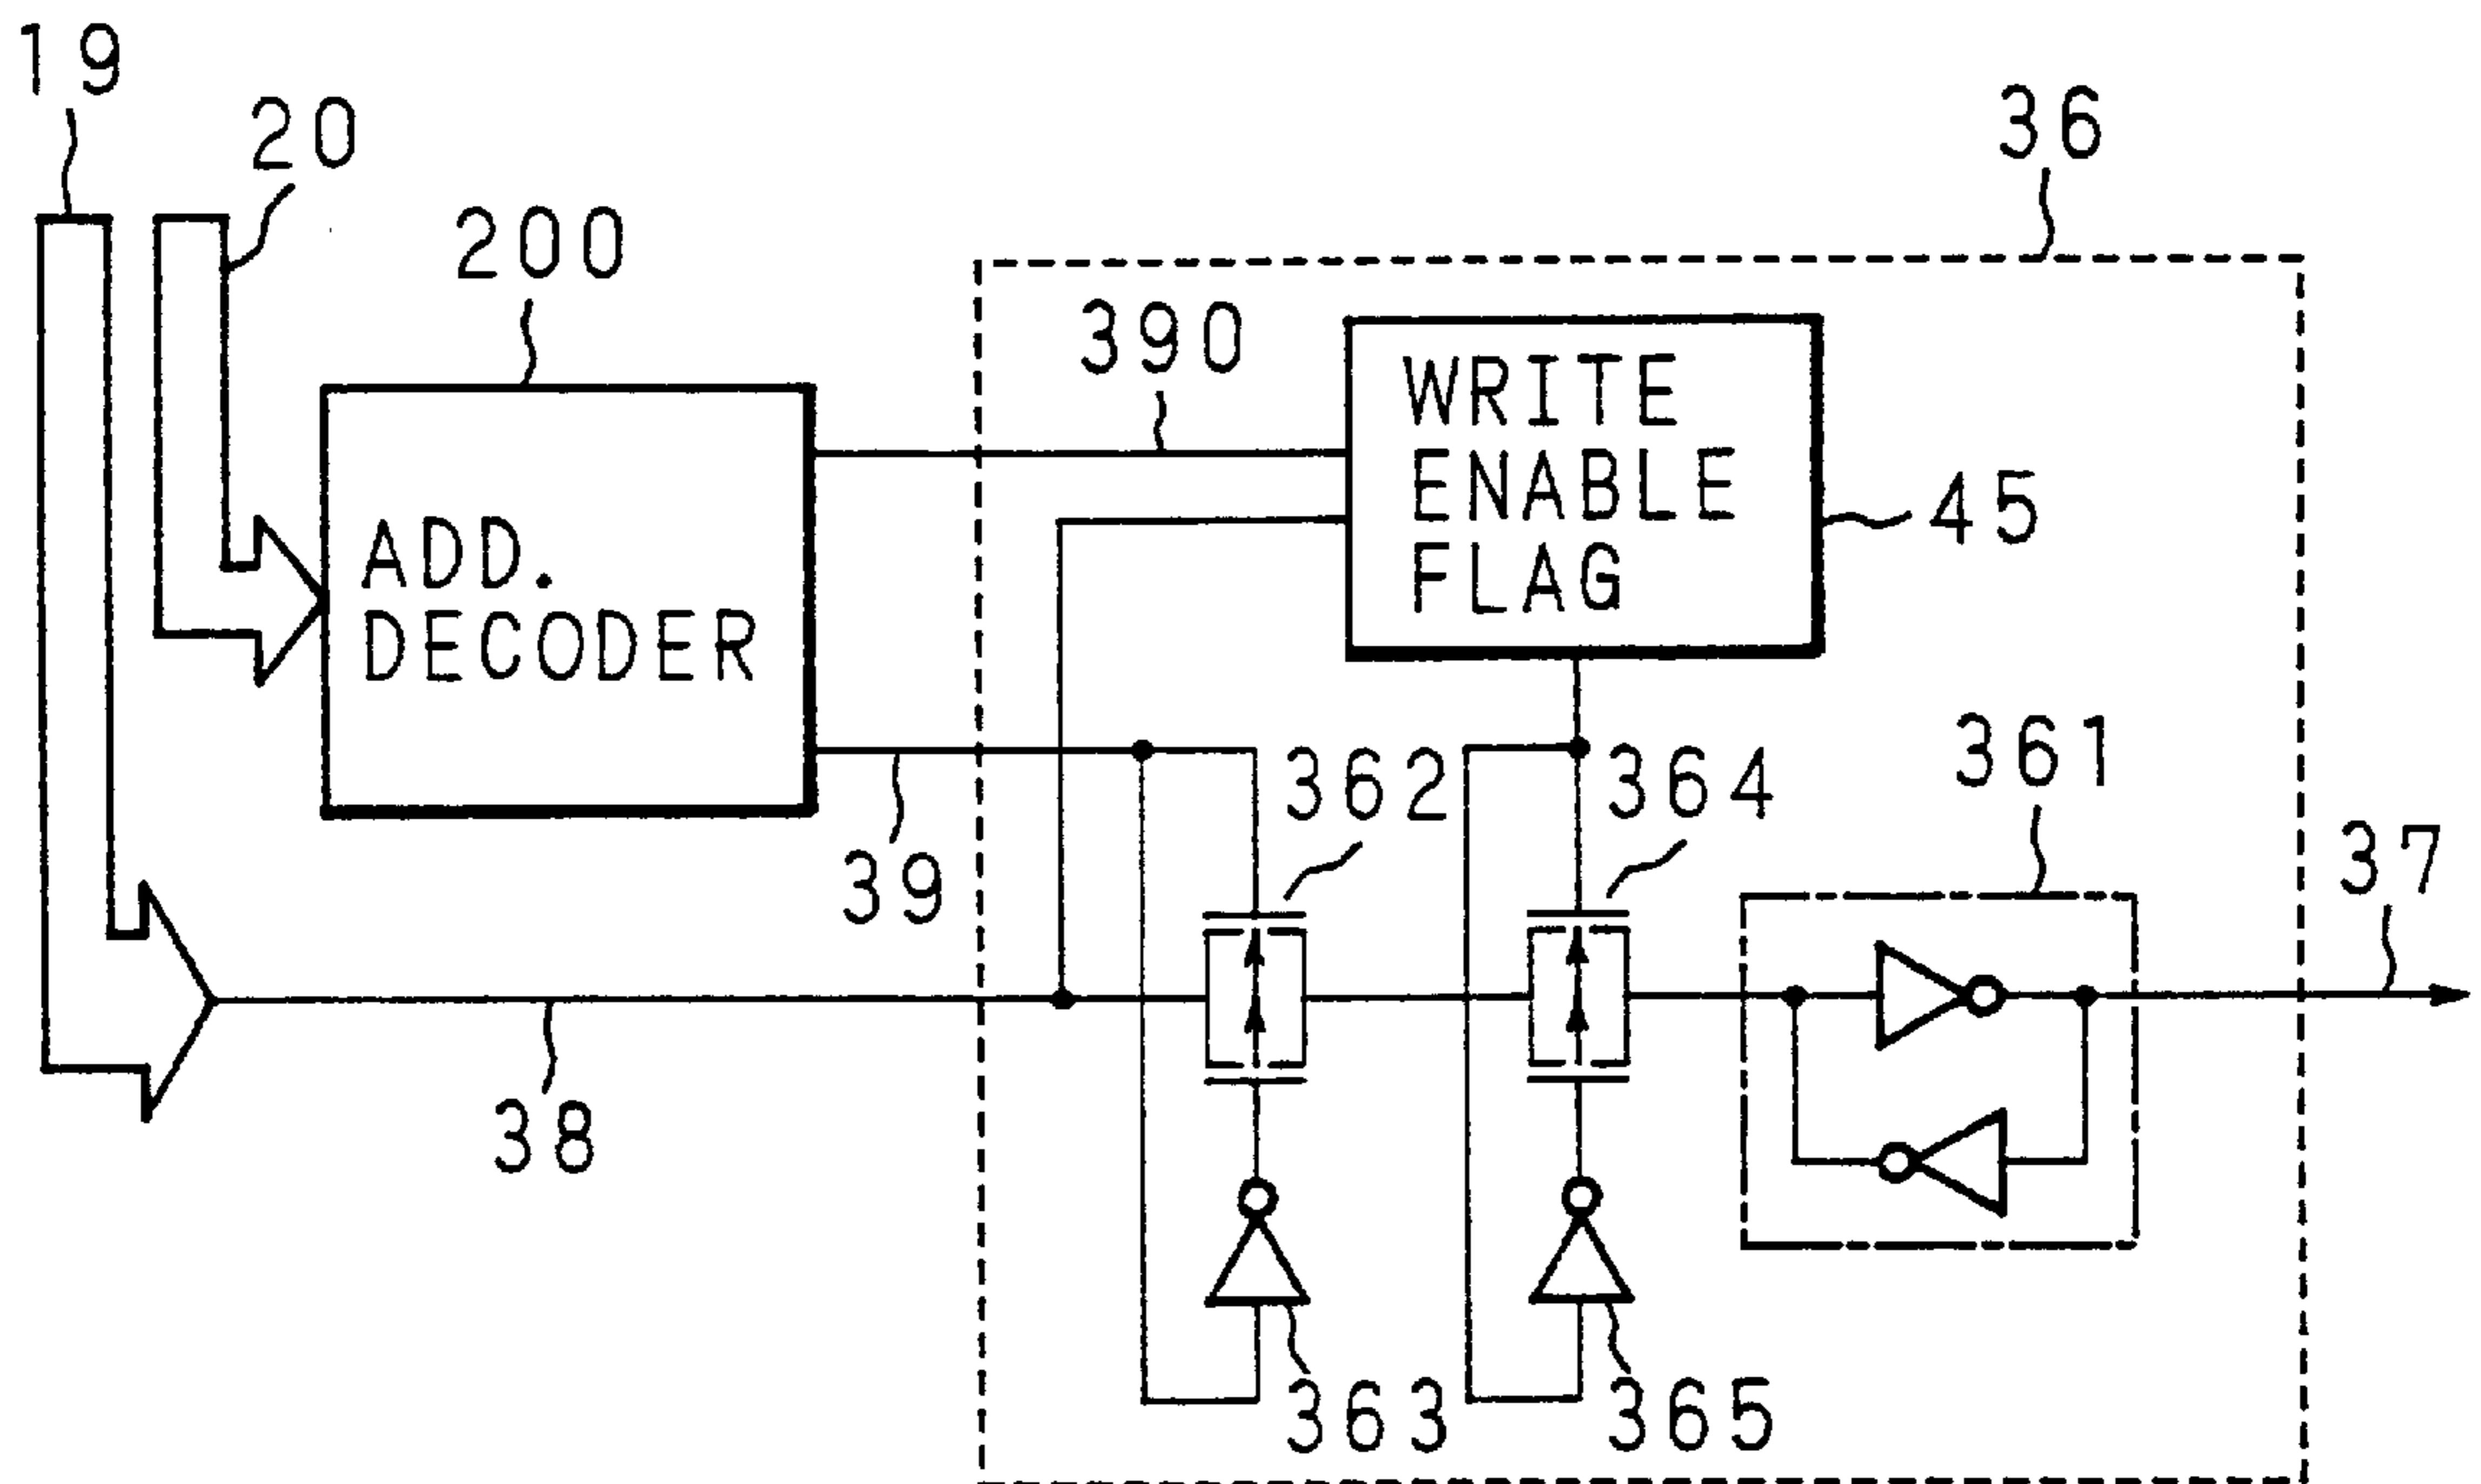 19
20
200
36
390
WRITE
ENABLE
FLAG
45
ADD.
DECODER
362
364
361
37
39
38
363
365